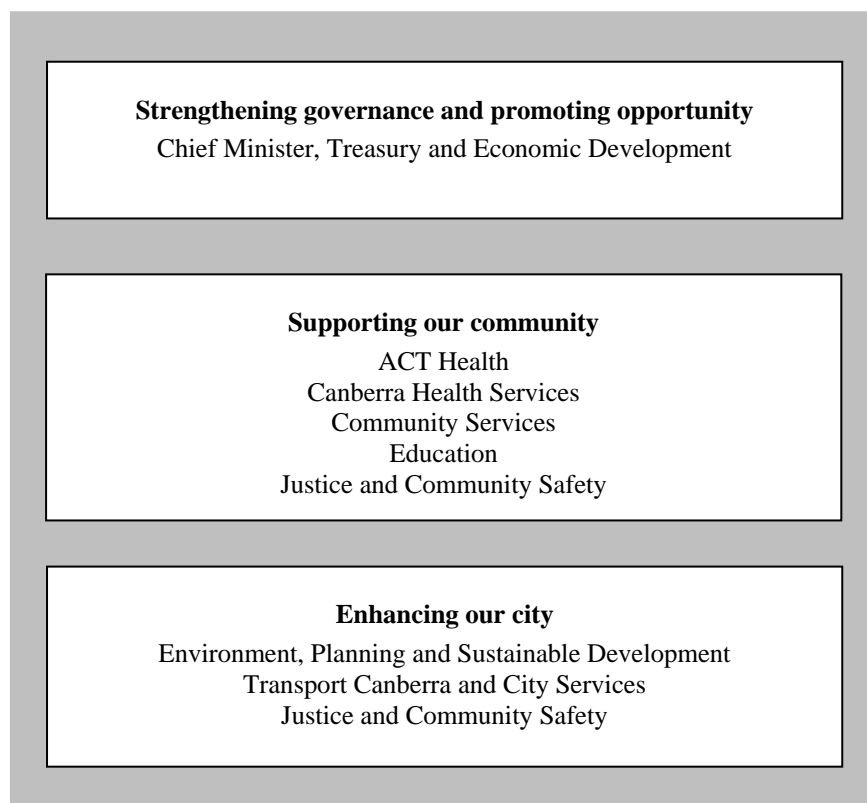 Strengthening governance and promoting opportunity
Chief Minister, Treasury and Economic Development
Supporting our community
ACT Health
Canberra Health Services
Community Services
Education
Justice and Community Safety
Enhancing our city
Environment, Planning and Sustainable Development
Transport Canberra and City Services
Justice and Community Safety